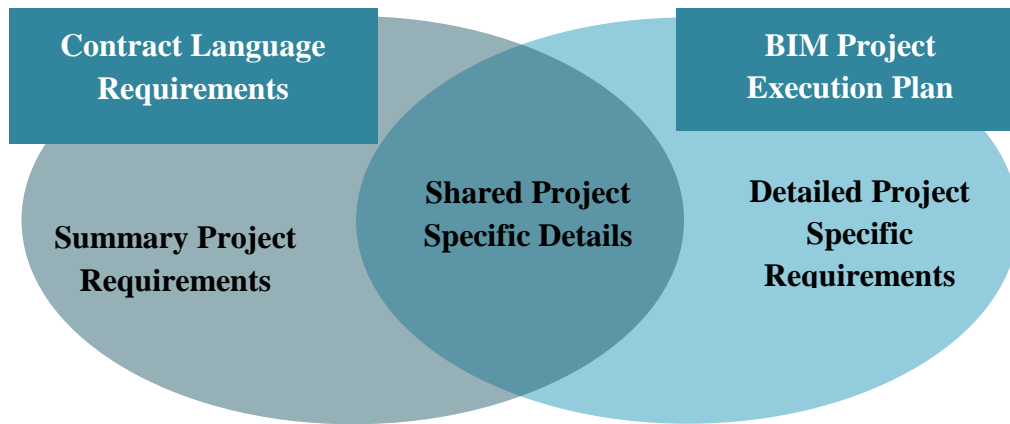 Contract Language
Requirements
BIM Project
Execution Plan
Summary Project
Requirements
Shared Project
Specific Details
Detailed Project
Specific
Requirements